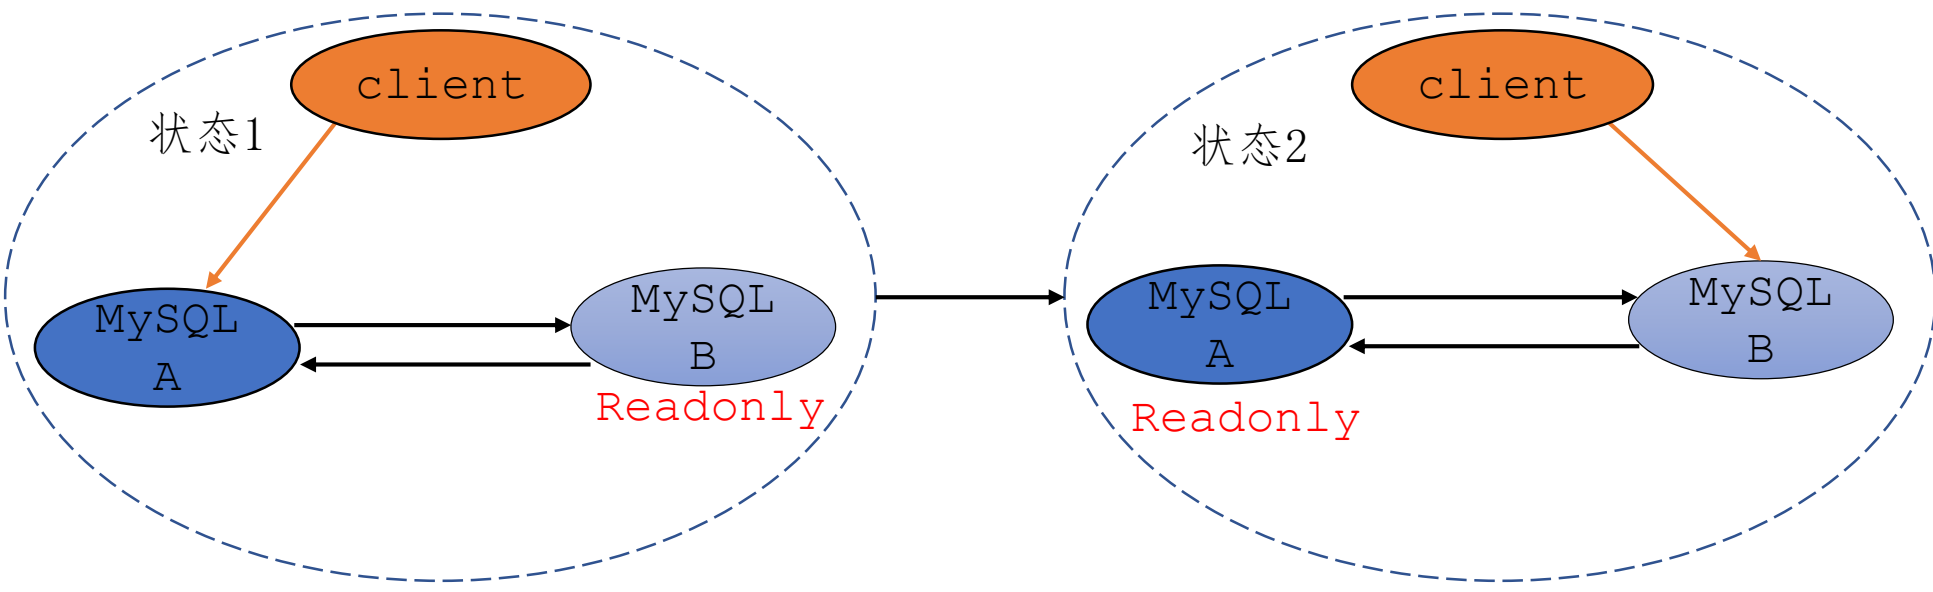 client
状态1
MySQL
A
MySQL
B
Readonly
client
状态2
MySQL
A
Readonly
MySQL
B